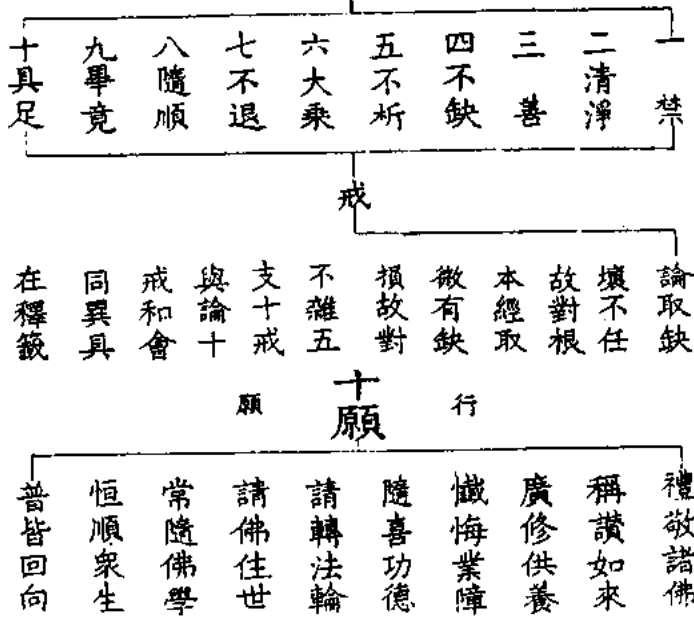 一禁
二清淨
三善
四不缺
五不析
六大乘
七不退
八隨順
九畢竟
十具足
戒
論取缺
壞不任
故對根
本經取
微有缺
損故對
不雜五
支十戒
與論十
戒和會
同異具
在釋籤
十願
行
願
禮敬諸佛
稱讚如來
廣修供養
懺悔業障
隨喜功德
請轉法輪
請佛住世
常隨佛學
恒順衆生
普皆回向